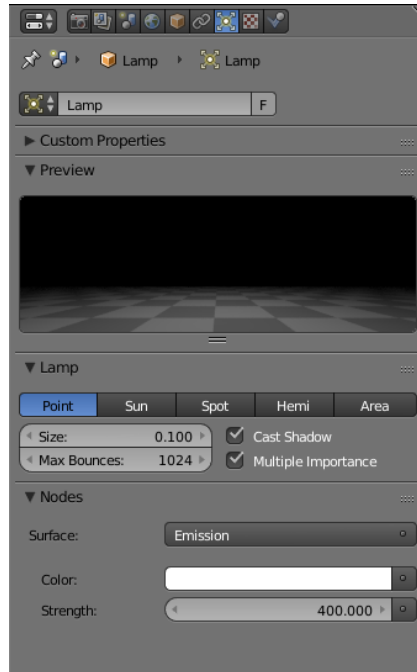 Lamp Lamp
Lamp F
Custom Properties
Preview
Lamp
Point Sun Spot Hemi Area
Size: 0.100 Cast Shadow
Max Bounces: 1024 Multiple Importance
Nodes
Surface: Emission
Color:
Strength: 400.000